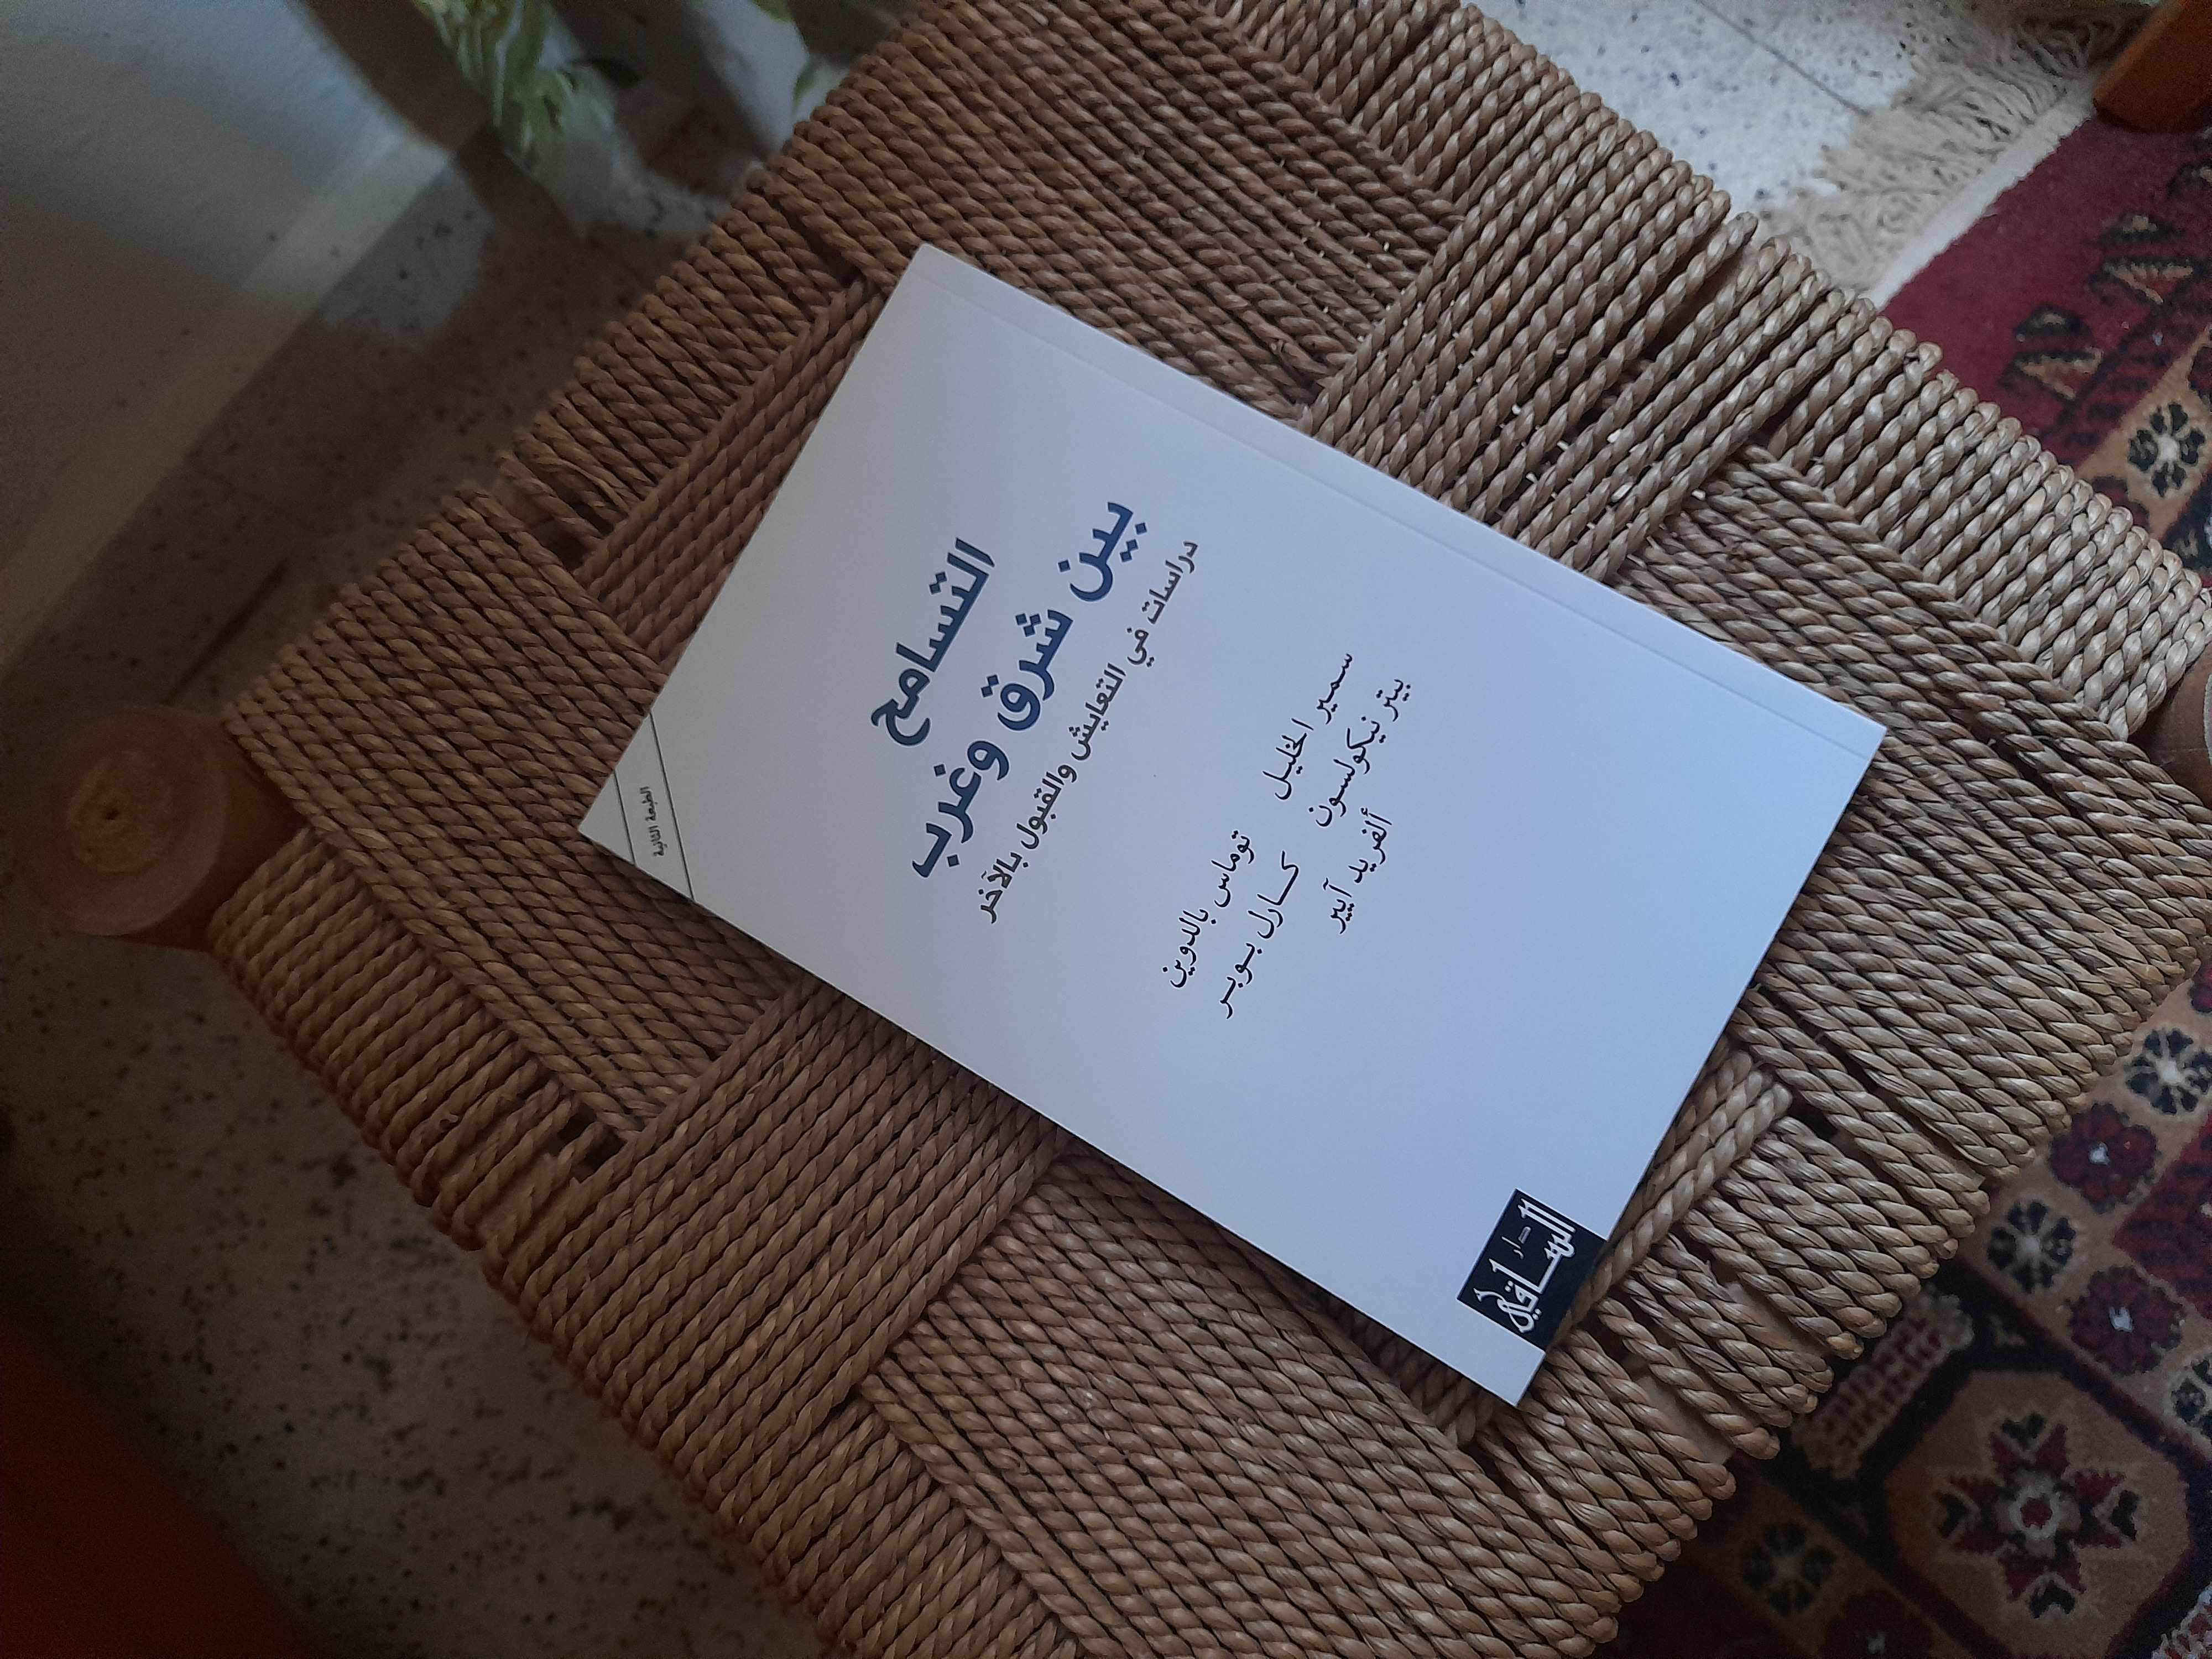 الطبعة الثانية
التسامح
بين شرق وغرب
دراسات في التعايش والقبول بالآخر
سمير الخليل توماس بالدوين
بيتر نيكولسون كارل بوبر
ألفريد آيير
دار الساقي